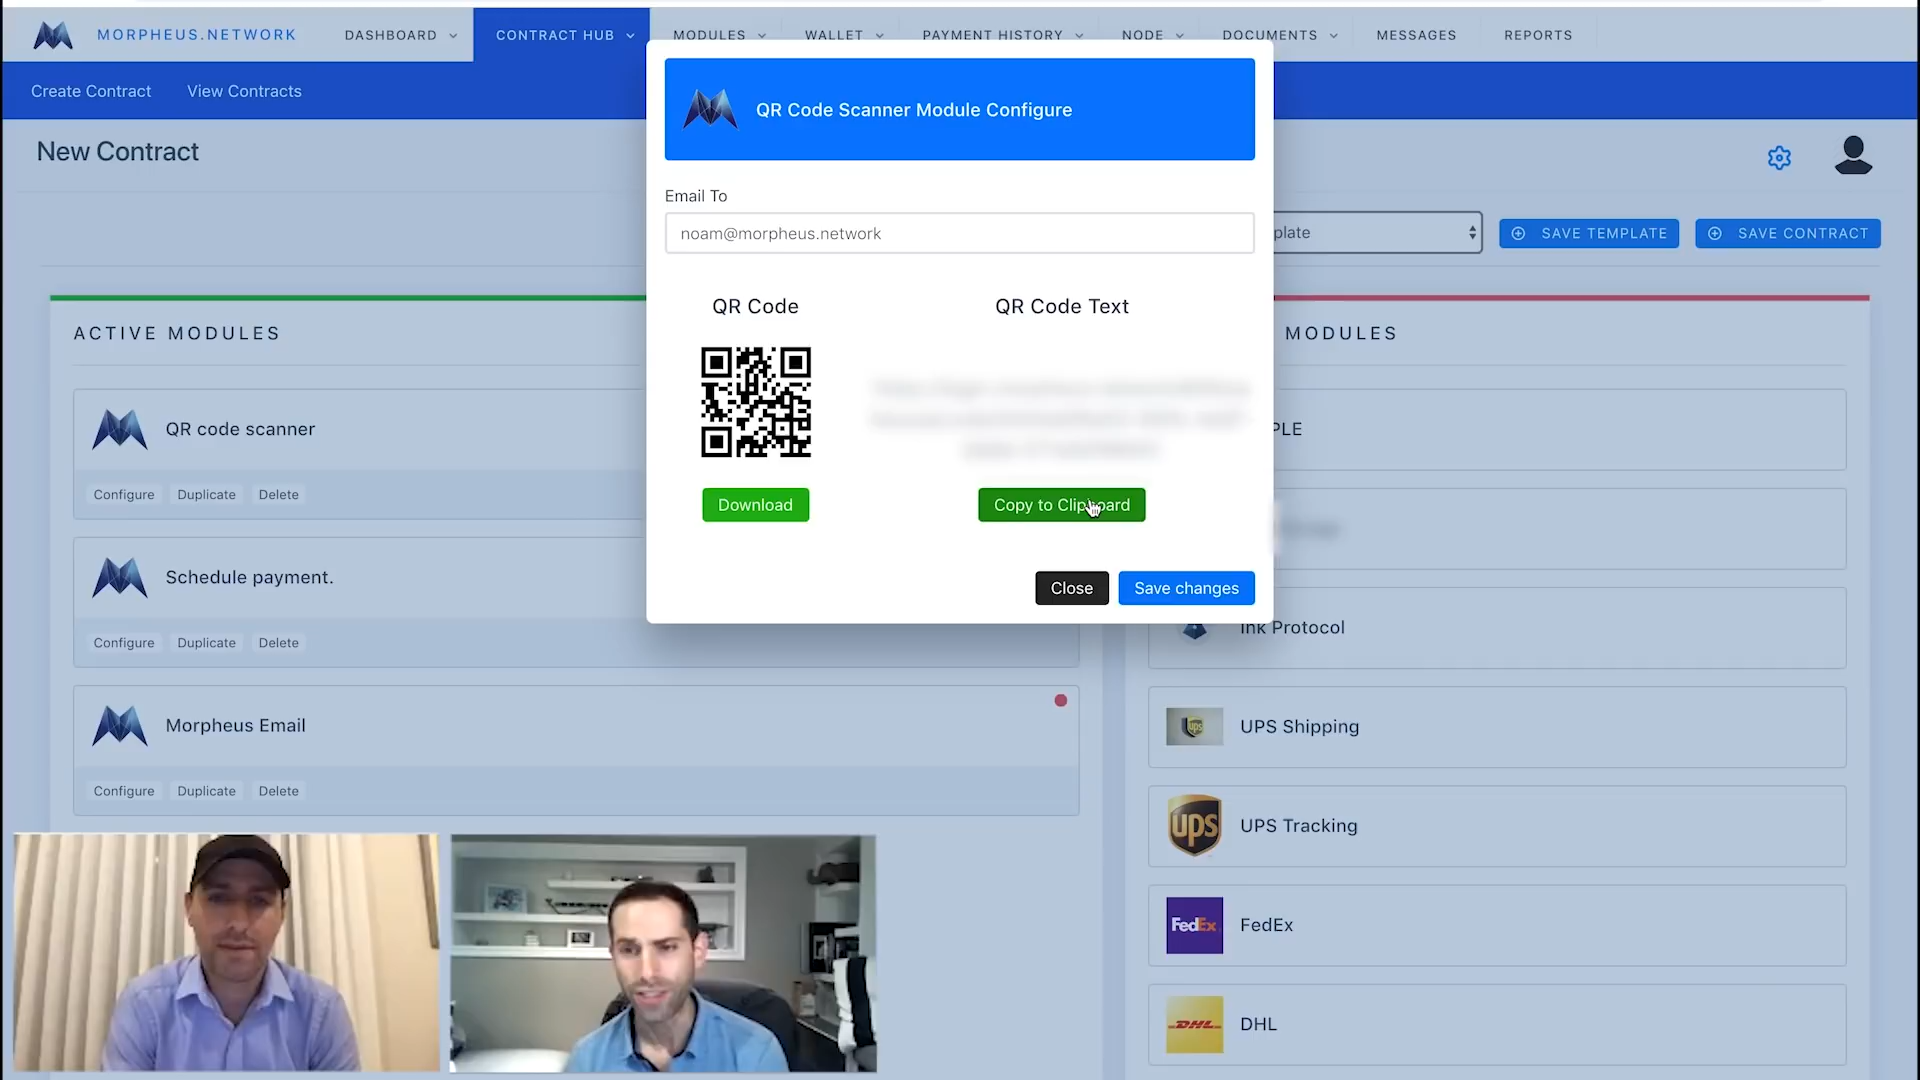 MORPHEUS.NETWORK
DASHBOARD
CONTRACT HUB
MODULES
WALLET
PAYMENT HISTORY
NODE
DOCUMENTS
MESSAGES
REPORTS
Create Contract
View Contracts
New Contract
QR Code Scanner Module Configure
Email To
noam@morpheus.network
plate
SAVE TEMPLATE
SAVE CONTRACT
QR Code
QR Code Text
Download
Copy to Clipboard
Close
Save changes
ACTIVE MODULES
QR code scanner
Configure Duplicate Delete
Schedule payment.
Configure Duplicate Delete
Morpheus Email
Configure Duplicate Delete
MODULES
PLE
Ink Protocol
UPS Shipping
ups
UPS Tracking
FedEx
FedEx
DHL
DHL